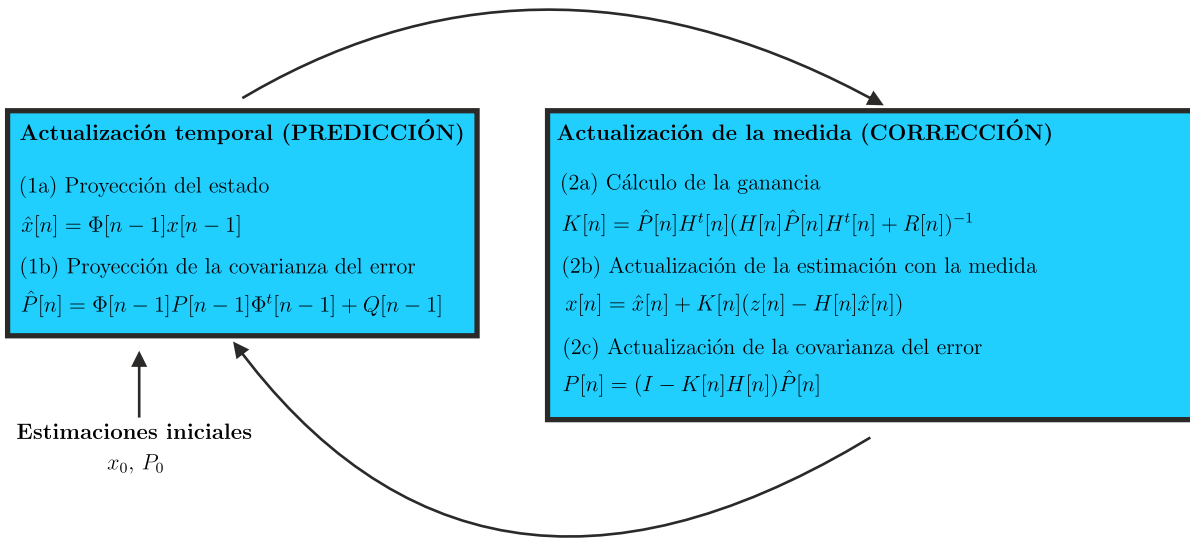 Actualización temporal (PREDICCIÓN)
(1a) Proyección del estado
x̂[n] = Φ[n − 1]x[n − 1]
(1b) Proyección de la covarianza del error
P̂[n] = Φ[n − 1]P[n − 1]Φᵗ[n − 1] + Q[n − 1]
Estimaciones iniciales
x₀, P₀
Actualización de la medida (CORRECCIÓN)
(2a) Cálculo de la ganancia
K[n] = P̂[n]Hᵗ[n](H[n]P̂[n]Hᵗ[n] + R[n])⁻¹
(2b) Actualización de la estimación con la medida
x[n] = x̂[n] + K[n](z[n] − H[n]x̂[n])
(2c) Actualización de la covarianza del error
P[n] = (I − K[n]H[n])P̂[n]